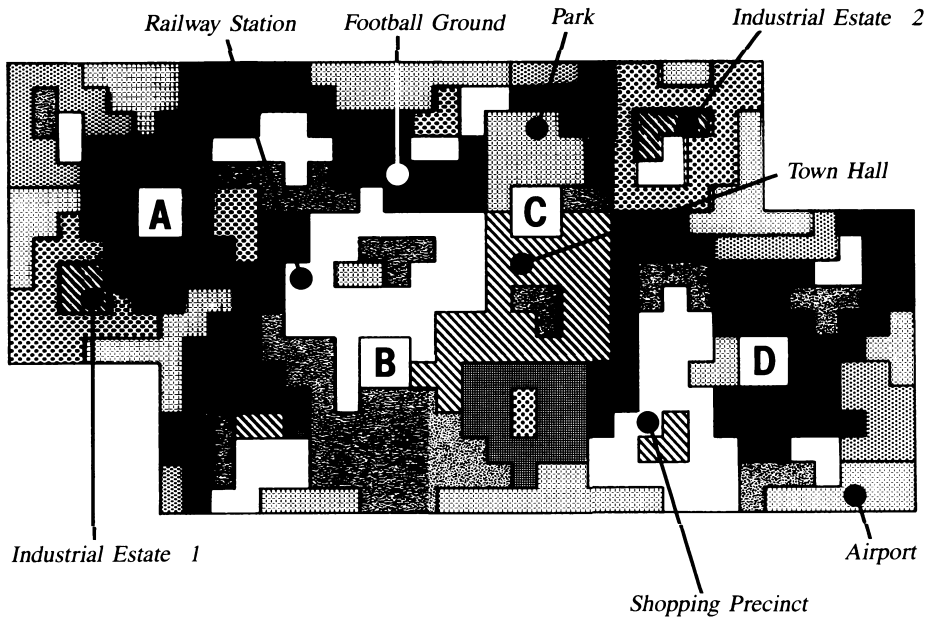 Railway Station
Football Ground
Park
Industrial Estate 2
Town Hall
A
C
B
D
Industrial Estate 1
Airport
Shopping Precinct